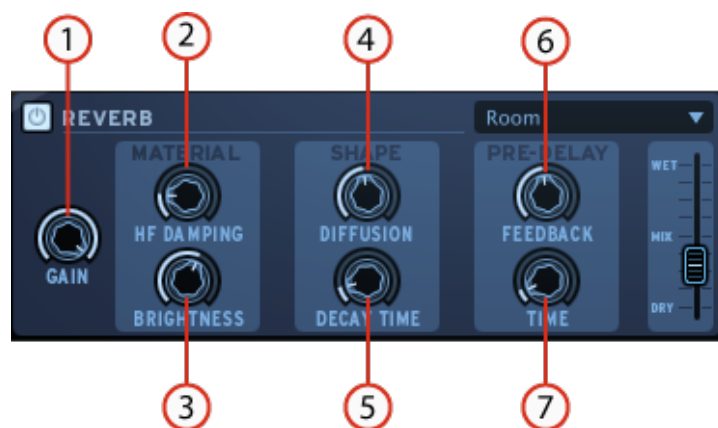 1 2 4 6
REVERB Room
MATERIAL SHAPE PRE-DELAY
WET
HF DAMPING DIFFUSION FEEDBACK MIX
GAIN
BRIGHTNESS DECAY TIME TIME DRY
3 5 7